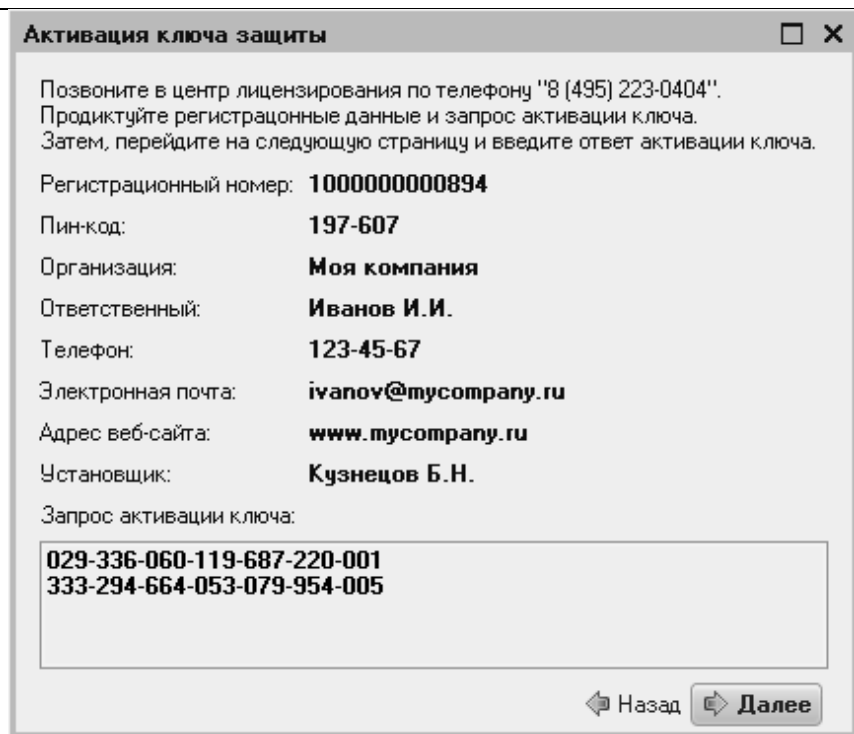 Активация ключа защиты
Позвоните в центр лицензирования по телефону "8 (495) 223-0404".
Продиктуйте регистрационные данные и запрос активации ключа.
Затем, перейдите на следующую страницу и введите ответ активации ключа.
Регистрационный номер: 1000000000894
Пин-код: 197-607
Организация: Моя компания
Ответственный: Иванов И.И.
Телефон: 123-45-67
Электронная почта: ivanov@mycompany.ru
Адрес веб-сайта: www.mycompany.ru
Установщик: Кузнецов Б.Н.
Запрос активации ключа:
029-336-060-119-687-220-001
333-294-664-053-079-954-005
Назад Далее